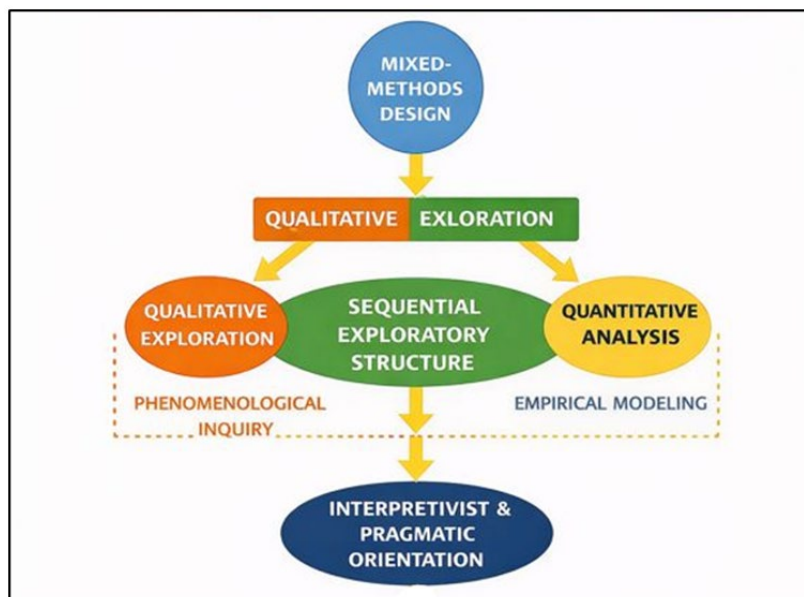 MIXED-
METHODS
DESIGN
QUALITATIVE EXLORATION
QUALITATIVE
EXPLORATION
SEQUENTIAL
EXPLORATORY
STRUCTURE
QUANTITATIVE
ANALYSIS
PHENOMENOLOGICAL
INQUIRY
EMPIRICAL MODELING
INTERPRETIVIST &
PRAGMATIC
ORIENTATION